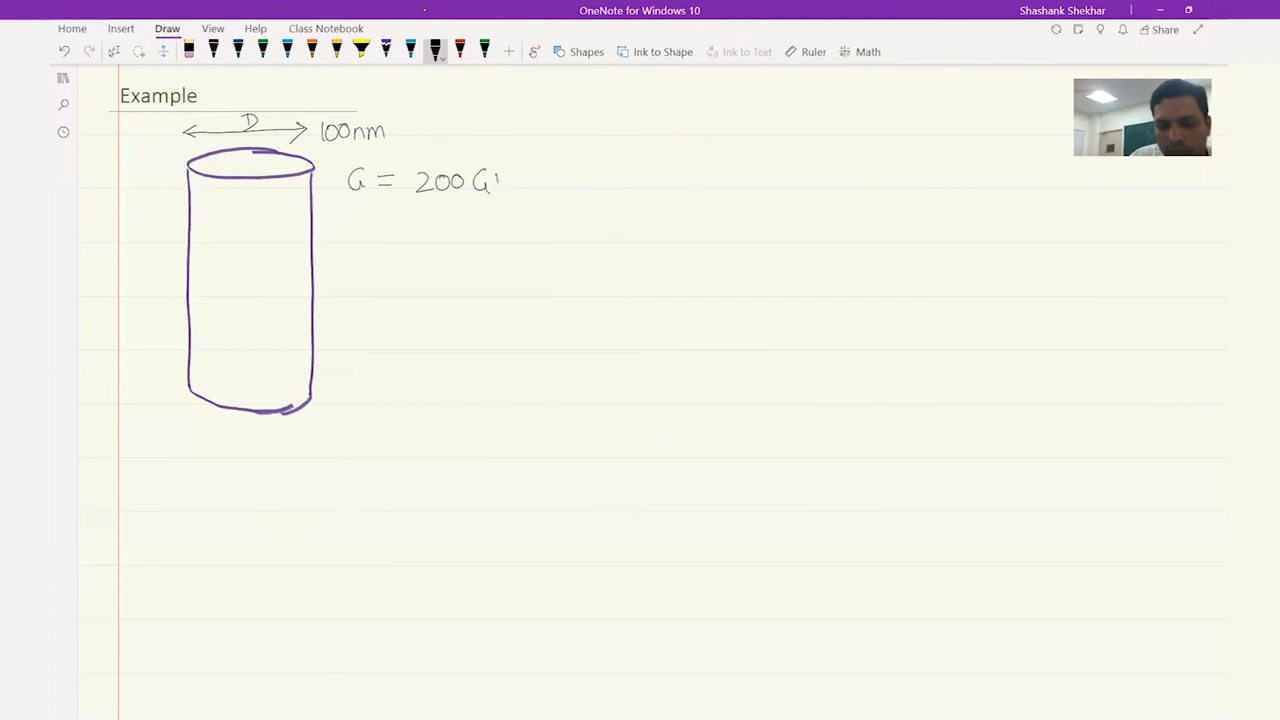 OneNote for Windows 10
Shashank Shekhar
Home Insert Draw View Help Class Notebook
Share
Shapes Ink to Shape Ink to Text Ruler Math
Example
D 100nm
G = 200 G